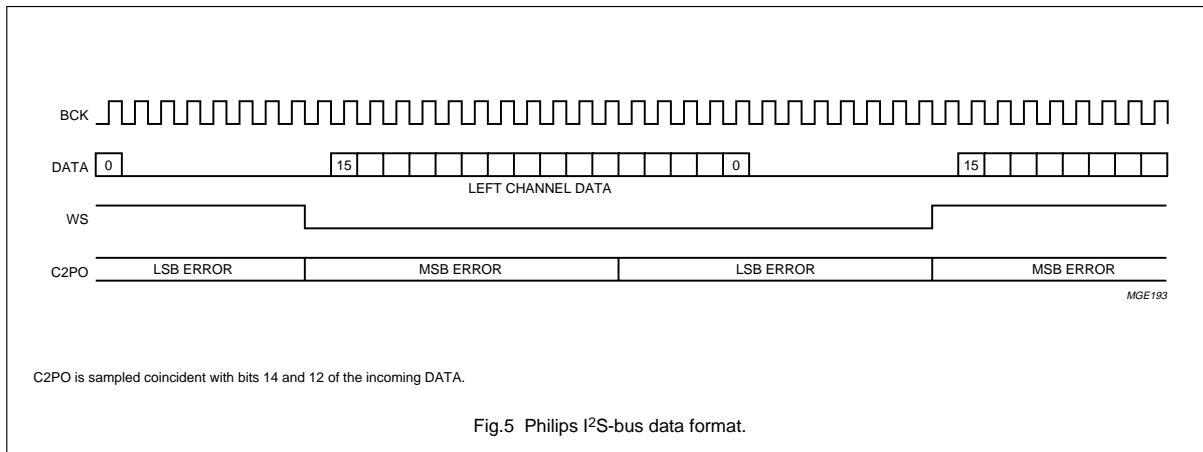 BCK
DATA 0 15 0 15
LEFT CHANNEL DATA
WS
C2PO LSB ERROR MSB ERROR LSB ERROR MSB ERROR
MGE193
C2PO is sampled coincident with bits 14 and 12 of the incoming DATA.
Fig.5 Philips I²S-bus data format.